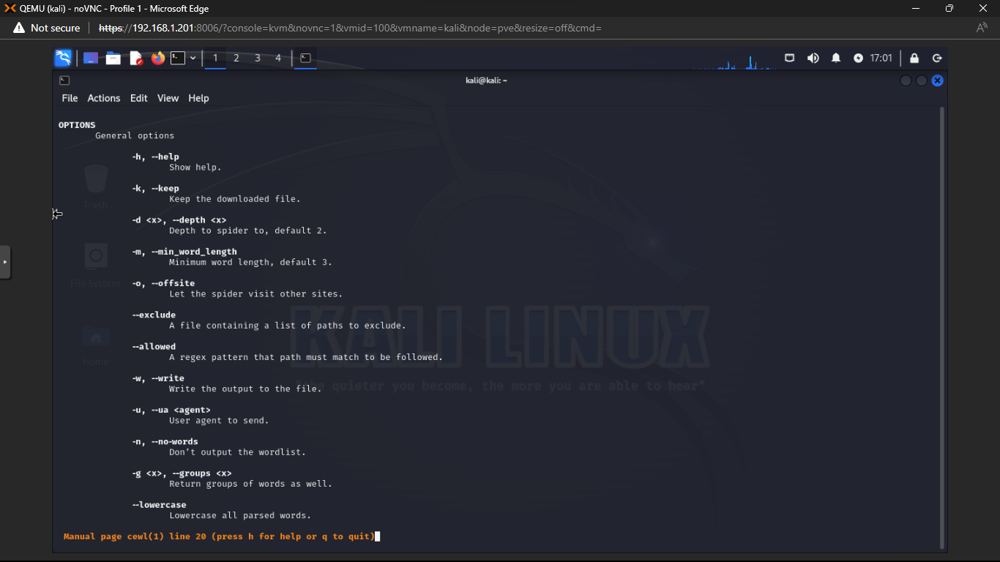 QEMU (kali) - noVNC - Profile 1 - Microsoft Edge
Not secure
https://192.168.1.201:8006/?console=kvm&novnc=1&vmid=100&vmname=kali&node=pve&resize=off&cmd=
1 2 3 4
17:01
kali@kali: ~
File Actions Edit View Help
OPTIONS
General options
-h, --help
Show help.
-k, --keep
Keep the downloaded file.
-d <x>, --depth <x>
Depth to spider to, default 2.
-m, --min_word_length
Minimum word length, default 3.
-o, --offsite
Let the spider visit other sites.
--exclude
A file containing a list of paths to exclude.
--allowed
A regex pattern that path must match to be followed.
-w, --write
Write the output to the file.
-u, --ua <agent>
User agent to send.
-n, --no-words
Don't output the wordlist.
-g <x>, --groups <x>
Return groups of words as well.
--lowercase
Lowercase all parsed words.
Manual page cewl(1) line 20 (press h for help or q to quit)
Trash
File System
Home
KALI LINUX
"the quieter you become, the more you are able to hear"